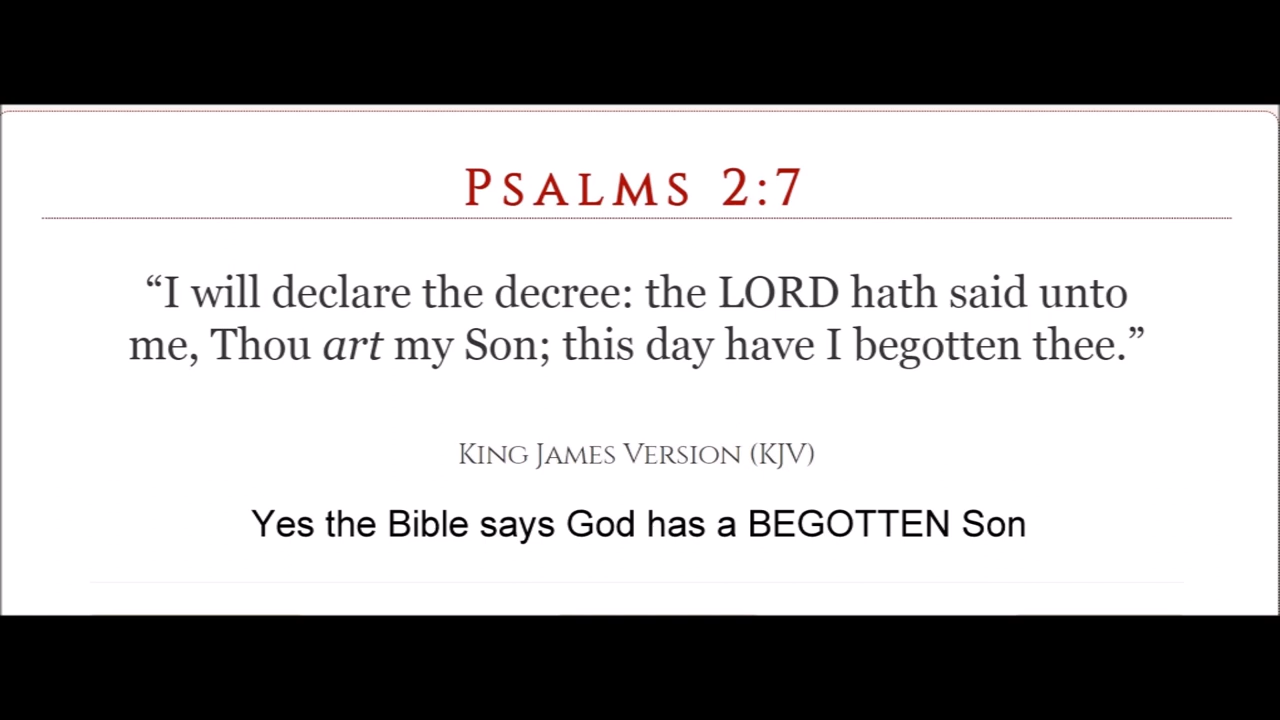 PSALMS 2:7
“I will declare the decree: the LORD hath said unto
me, Thou art my Son; this day have I begotten thee.”
KING JAMES VERSION (KJV)
Yes the Bible says God has a BEGOTTEN Son